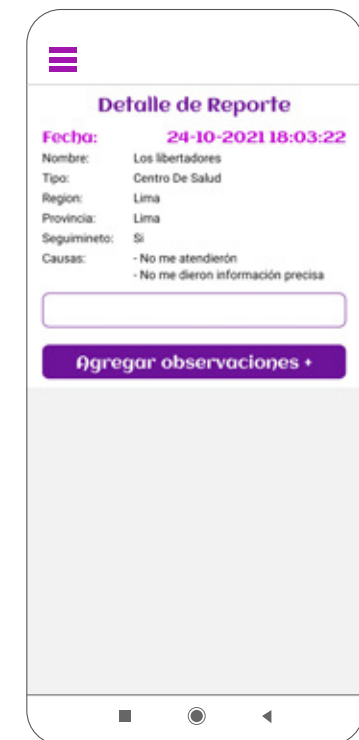 Detalle de Reporte
Fecha: 24-10-2021 18:03:22
Nombre: Los libertadores
Tipo: Centro De Salud
Region: Lima
Provincia: Lima
Seguimineto: Si
Causas: - No me atendierón
- No me dieron información precisa
Agregar observaciones +